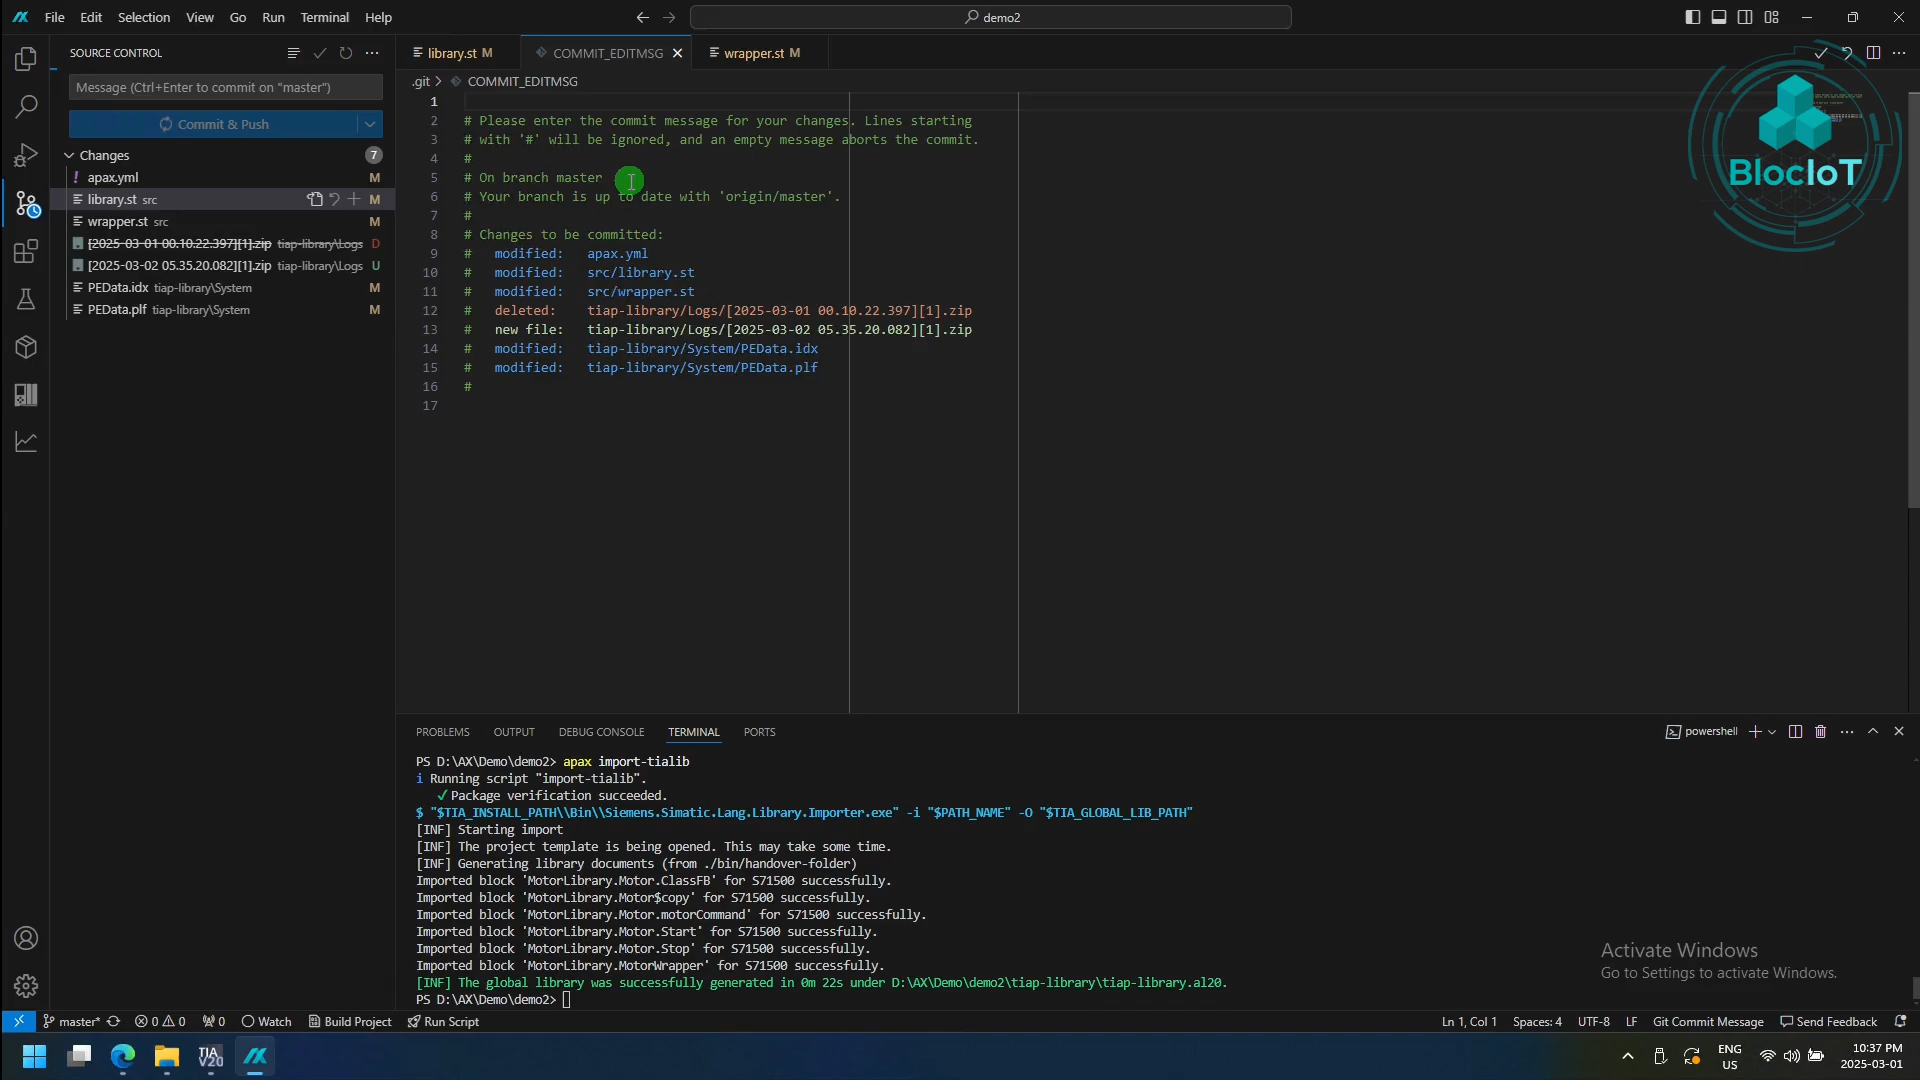 File Edit Selection View Go Run Terminal Help
demo2
SOURCE CONTROL
library.st M
COMMIT_EDITMSG
wrapper.st M
.git > COMMIT_EDITMSG
Message (Ctrl+Enter to commit on "master")
Commit & Push
Changes 7
! apax.yml M
library.st src M
wrapper.st src M
[2025-03-01 00.10.22.397][1].zip tiap-library\Logs D
[2025-03-02 05.35.20.082][1].zip tiap-library\Logs U
PEData.idx tiap-library\System M
PEData.plf tiap-library\System M
1
2 # Please enter the commit message for your changes. Lines starting
3 # with '#' will be ignored, and an empty message aborts the commit.
4 #
5 # On branch master
6 # Your branch is up to date with 'origin/master'.
7 #
8 # Changes to be committed:
9 # modified: apax.yml
10 # modified: src/library.st
11 # modified: src/wrapper.st
12 # deleted: tiap-library/Logs/[2025-03-01 00.10.22.397][1].zip
13 # new file: tiap-library/Logs/[2025-03-02 05.35.20.082][1].zip
14 # modified: tiap-library/System/PEData.idx
15 # modified: tiap-library/System/PEData.plf
16 #
17
BlocIoT
PROBLEMS OUTPUT DEBUG CONSOLE TERMINAL PORTS
powershell
PS D:\AX\Demo\demo2> apax import-tialib
i Running script "import-tialib".
✓ Package verification succeeded.
$ "$TIA_INSTALL_PATH\\Bin\\Siemens.Simatic.Lang.Library.Importer.exe" -i "$PATH_NAME" -O "$TIA_GLOBAL_LIB_PATH"
[INF] Starting import
[INF] The project template is being opened. This may take some time.
[INF] Generating library documents (from ./bin/handover-folder)
Imported block 'MotorLibrary.Motor.ClassFB' for S71500 successfully.
Imported block 'MotorLibrary.Motor$copy' for S71500 successfully.
Imported block 'MotorLibrary.Motor.motorCommand' for S71500 successfully.
Imported block 'MotorLibrary.Motor.Start' for S71500 successfully.
Imported block 'MotorLibrary.Motor.Stop' for S71500 successfully.
Imported block 'MotorLibrary.MotorWrapper' for S71500 successfully.
[INF] The global library was successfully generated in 0m 22s under D:\AX\Demo\demo2\tiap-library\tiap-library.al20.
PS D:\AX\Demo\demo2>
Activate Windows
Go to Settings to activate Windows.
master* 0 0 0 Watch Build Project Run Script
Ln 1, Col 1 Spaces: 4 UTF-8 LF Git Commit Message Send Feedback
TIA V20
ENG US
10:37 PM
2025-03-01